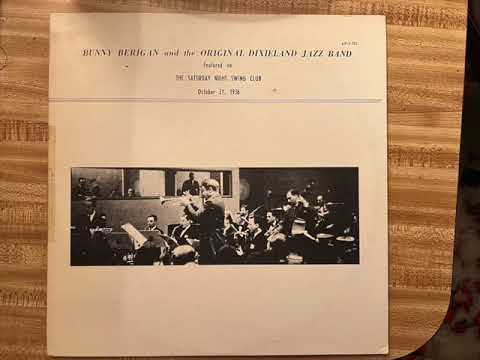 BUNNY BERIGAN and the ORIGINAL DIXIELAND JAZZ BAND
featured on
THE SATURDAY NIGHT SWING CLUB
October 31, 1936